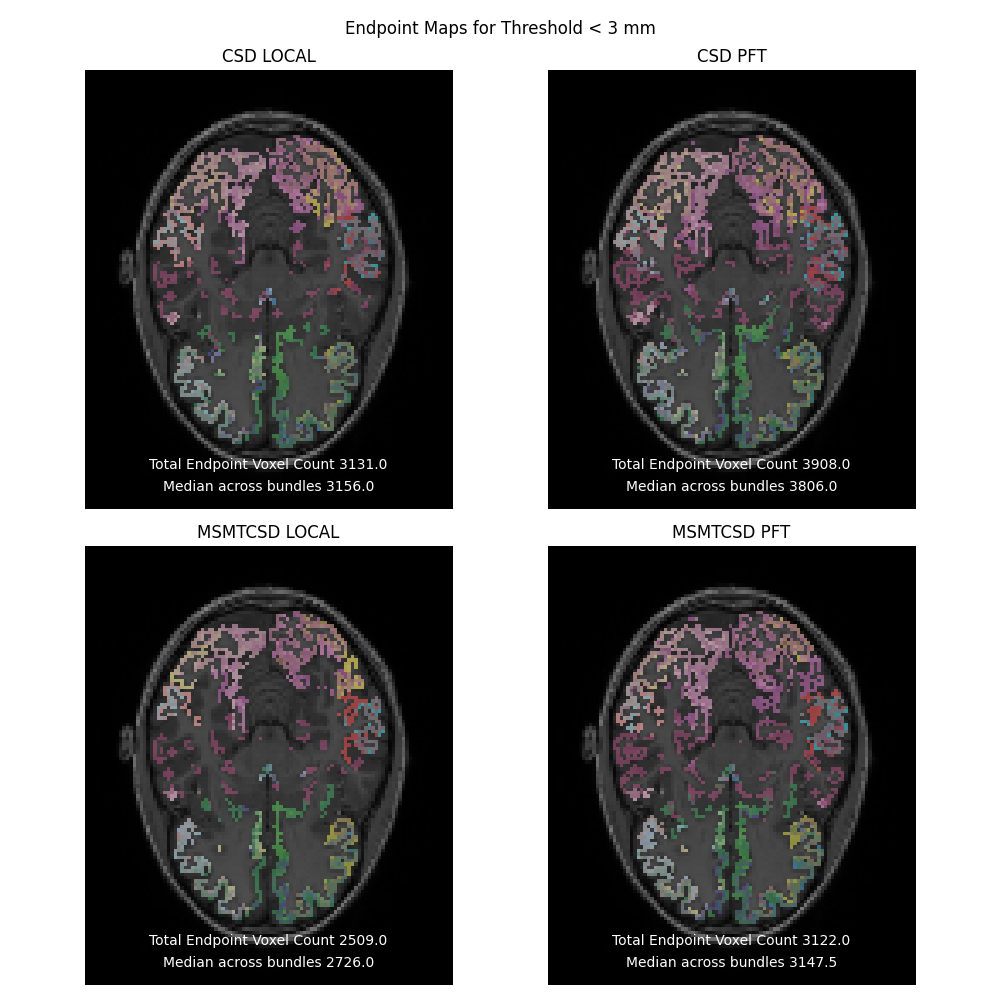 Endpoint Maps for Threshold < 3 mm
CSD LOCAL
CSD PFT
Total Endpoint Voxel Count 3131.0
Median across bundles 3156.0
Total Endpoint Voxel Count 3908.0
Median across bundles 3806.0
MSMTCSD LOCAL
MSMTCSD PFT
Total Endpoint Voxel Count 2509.0
Median across bundles 2726.0
Total Endpoint Voxel Count 3122.0
Median across bundles 3147.5